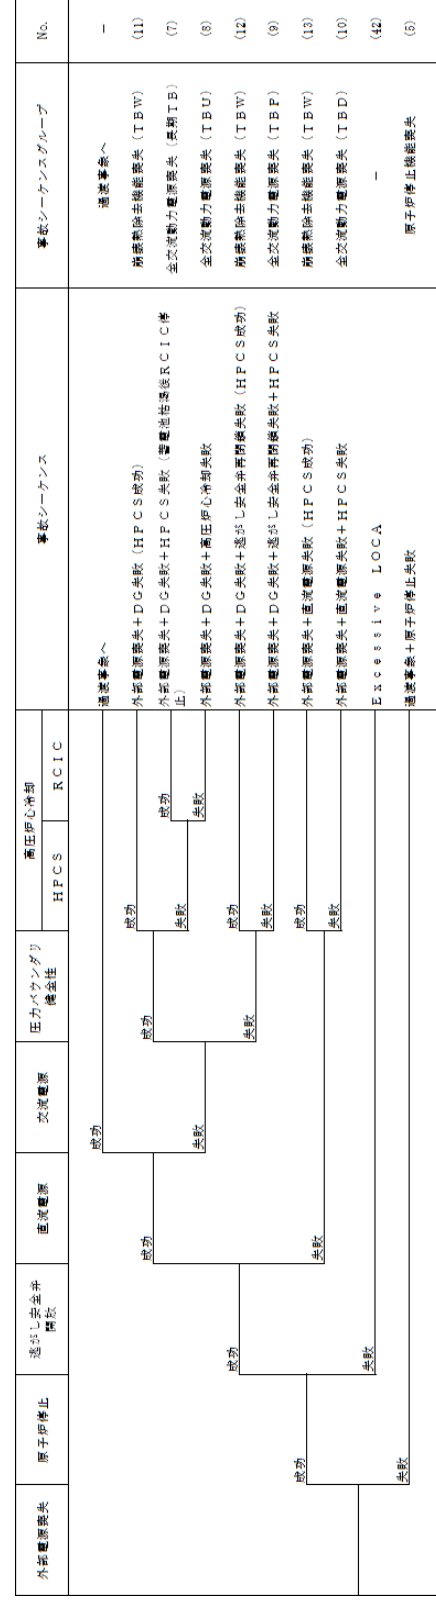 外部電源喪失
原子炉停止
逃がし安全弁
開放
直流電源
交流電源
圧力バウンダリ
健全性
高圧炉心冷却
HPCS
RCIC
事故シーケンス
事故シーケンスグループ
No.
成功
失敗
成功
失敗
成功
失敗
成功
失敗
成功
失敗
成功
失敗
成功
失敗
成功
失敗
成功
失敗
過渡事象へ
過渡事象へ
-
外部電源喪失+DG失敗(HPCS成功)
崩壊熱除去機能喪失(TBW)
(11)
外部電源喪失+DG失敗+HPCS失敗(蓄電池枯渇後RCIC停
止)
全交流動力電源喪失(長期TB)
(7)
外部電源喪失+DG失敗+高圧炉心冷却失敗
全交流動力電源喪失(TBU)
(8)
外部電源喪失+DG失敗+逃がし安全弁再閉鎖失敗(HPCS成功)
崩壊熱除去機能喪失(TBW)
(12)
外部電源喪失+DG失敗+逃がし安全弁再閉鎖失敗+HPCS失敗
全交流動力電源喪失(TBP)
(9)
外部電源喪失+直流電源失敗(HPCS成功)
崩壊熱除去機能喪失(TBW)
(13)
外部電源喪失+直流電源失敗+HPCS失敗
全交流動力電源喪失(TBD)
(10)
Excessive LOCA
-
(42)
過渡事象+原子炉停止失敗
原子炉停止機能喪失
(5)